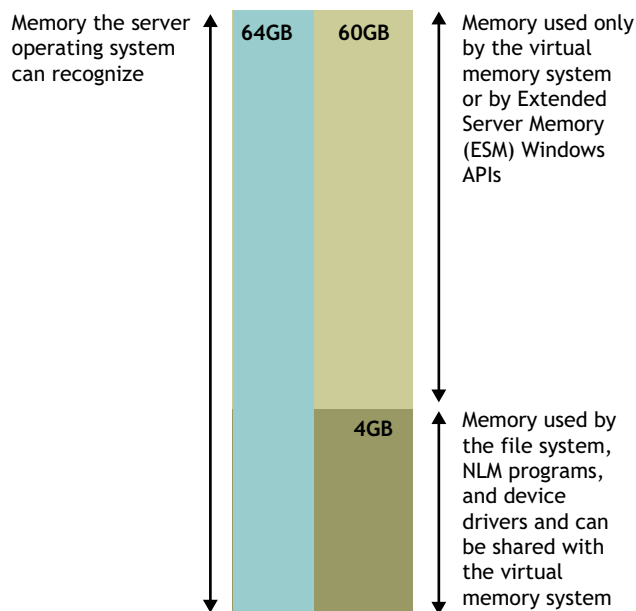 Memory the server
operating system
can recognize
64GB
60GB
Memory used only
by the virtual
memory system
or by Extended
Server Memory
(ESM) Windows
APIs
4GB
Memory used by
the file system,
NLM programs,
and device
drivers and can
be shared with
the virtual
memory system